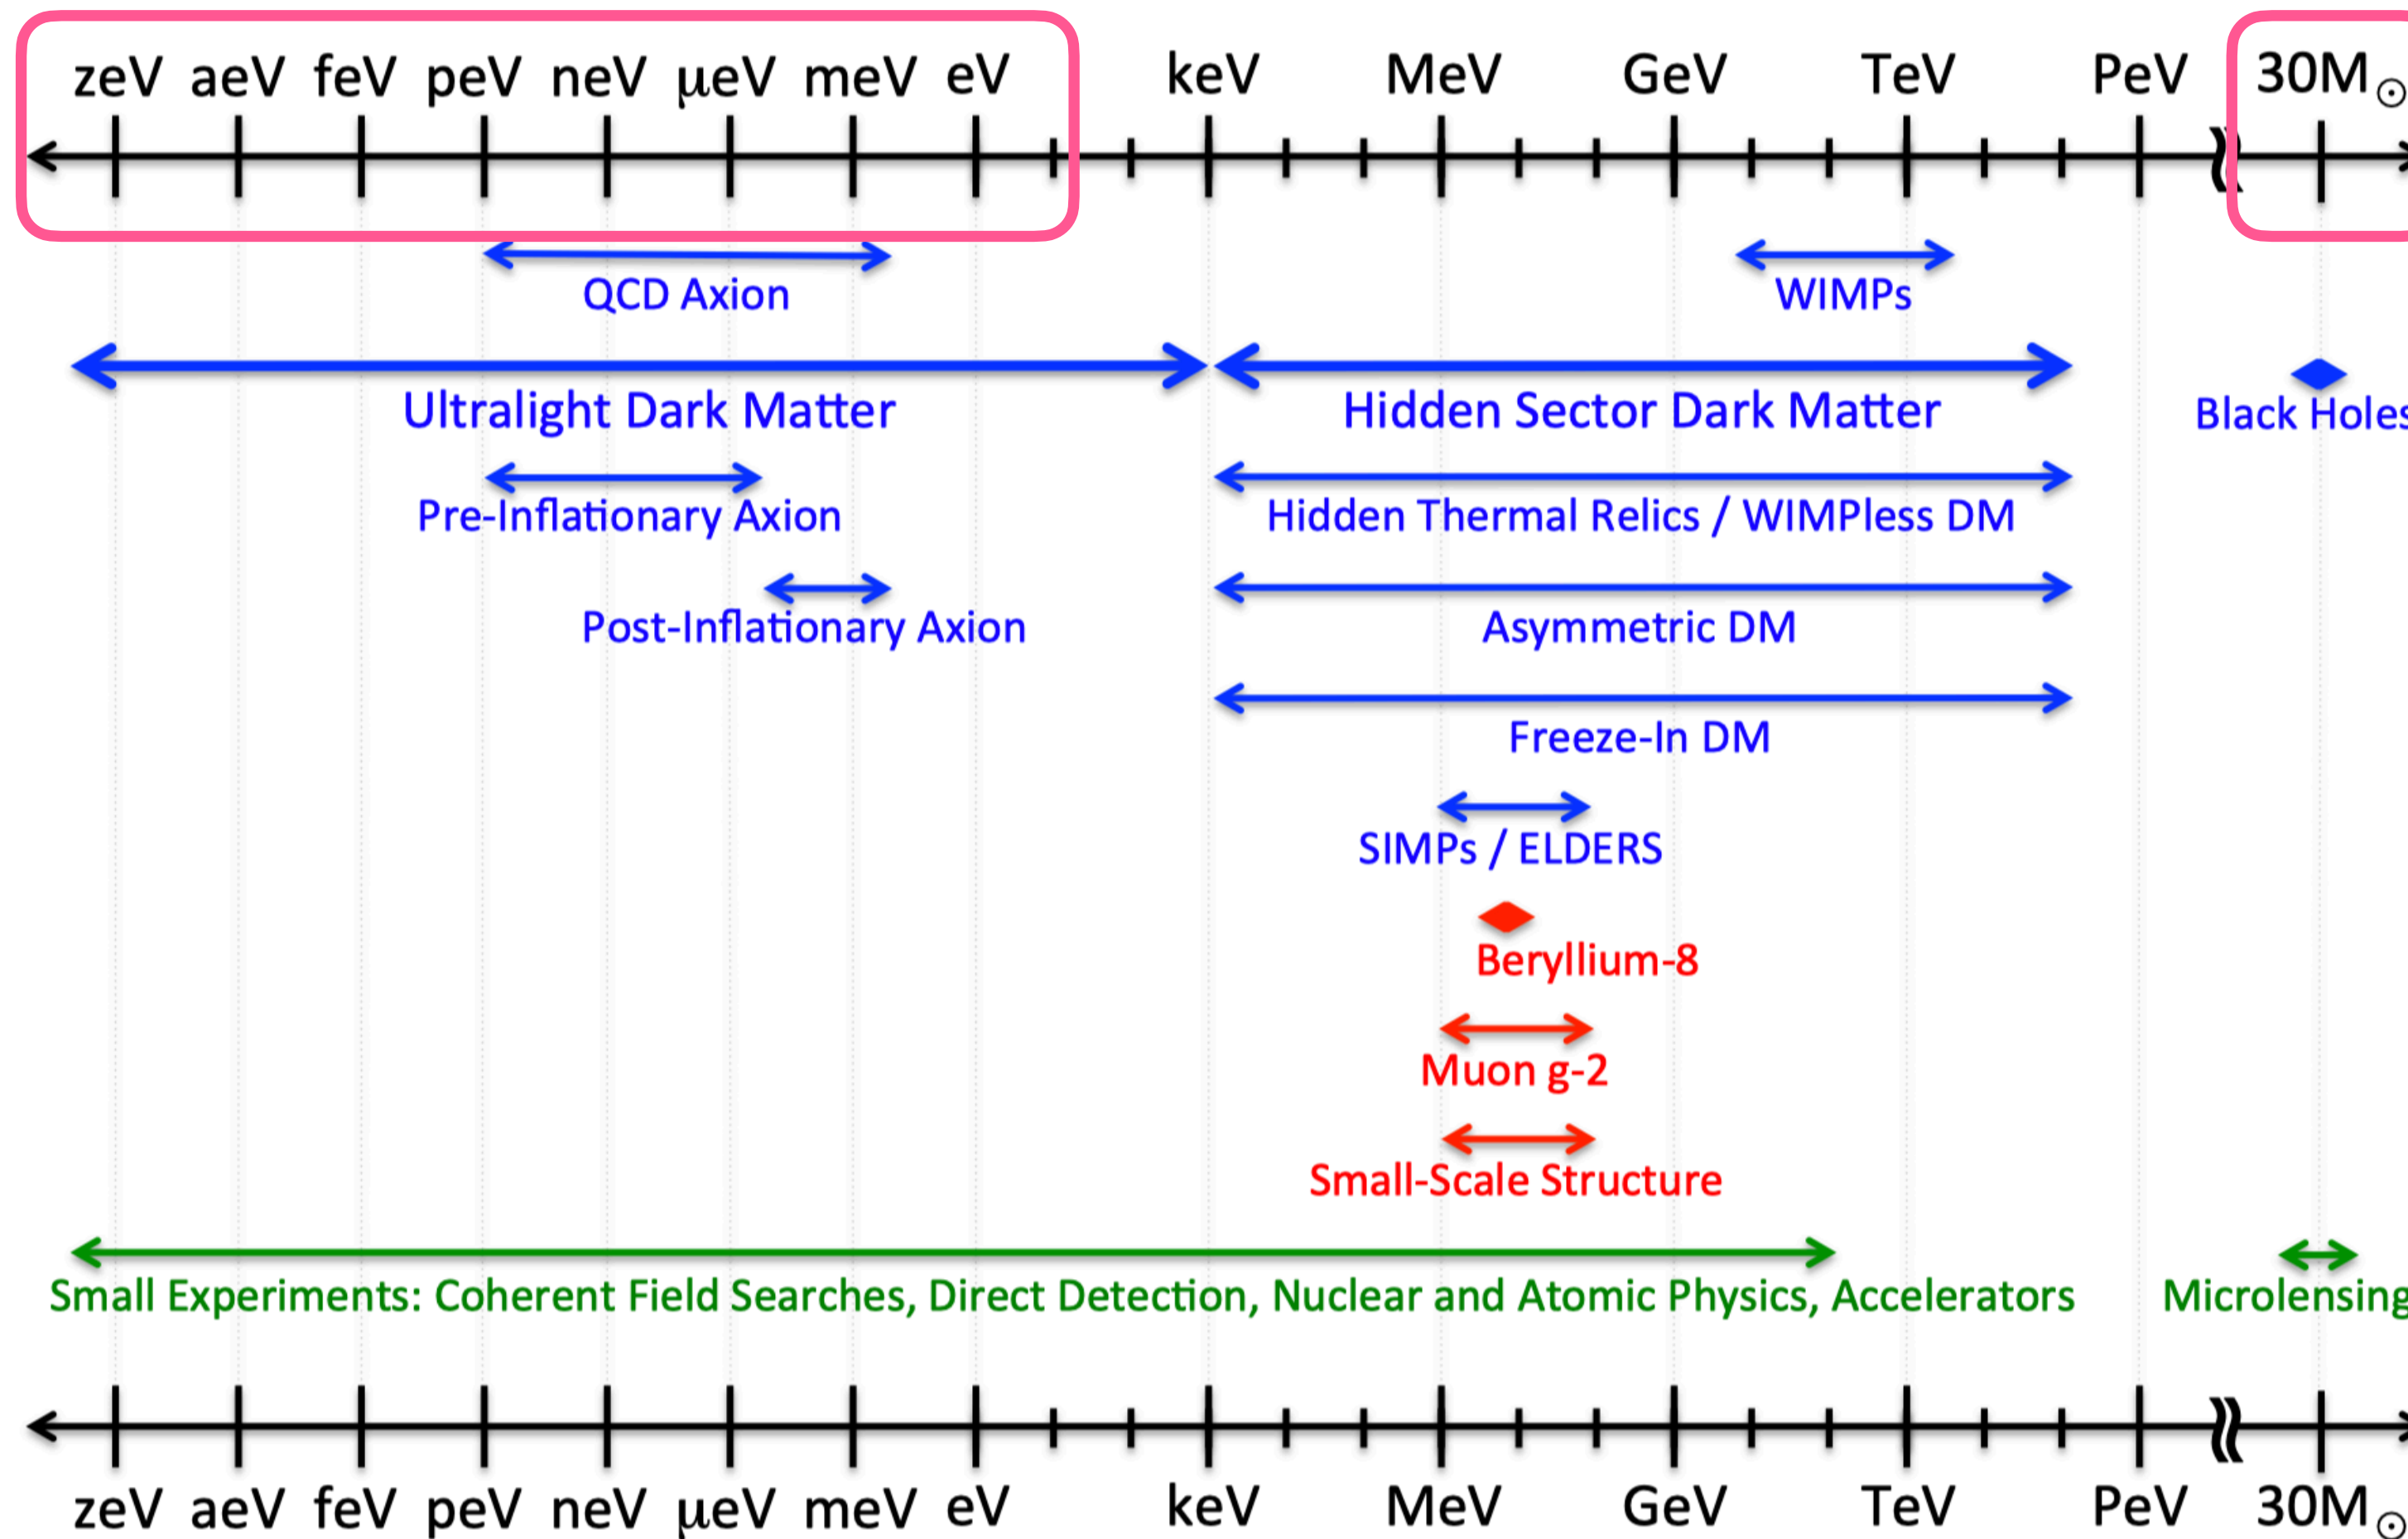 zeV aeV feV peV neV μeV meV eV keV MeV GeV TeV PeV 30M☉
QCD Axion WIMPs
Ultralight Dark Matter Hidden Sector Dark Matter Black Holes
Pre-Inflationary Axion Hidden Thermal Relics / WIMPless DM
Post-Inflationary Axion Asymmetric DM
Freeze-In DM
SIMPs / ELDERS
Beryllium-8
Muon g-2
Small-Scale Structure
Small Experiments: Coherent Field Searches, Direct Detection, Nuclear and Atomic Physics, Accelerators Microlensing
zeV aeV feV peV neV μeV meV eV keV MeV GeV TeV PeV 30M☉